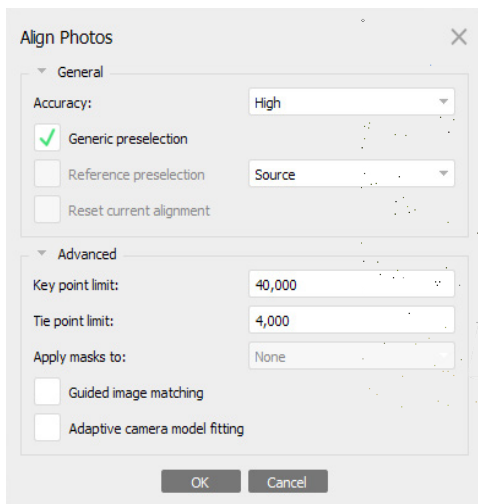 Align Photos
General
Accuracy: High
Generic preselection
Reference preselection Source
Reset current alignment
Advanced
Key point limit: 40,000
Tie point limit: 4,000
Apply masks to: None
Guided image matching
Adaptive camera model fitting
OK Cancel